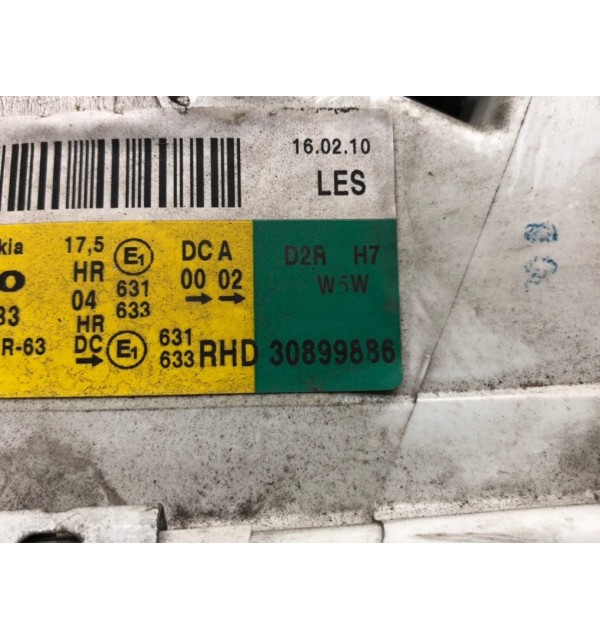 16.02.10
LES
kia 17,5 E1 DC A D2R H7
HR 631 00 02 W5W
04 633
33 HR
R-63 DC E1 631
633 RHD 30899886